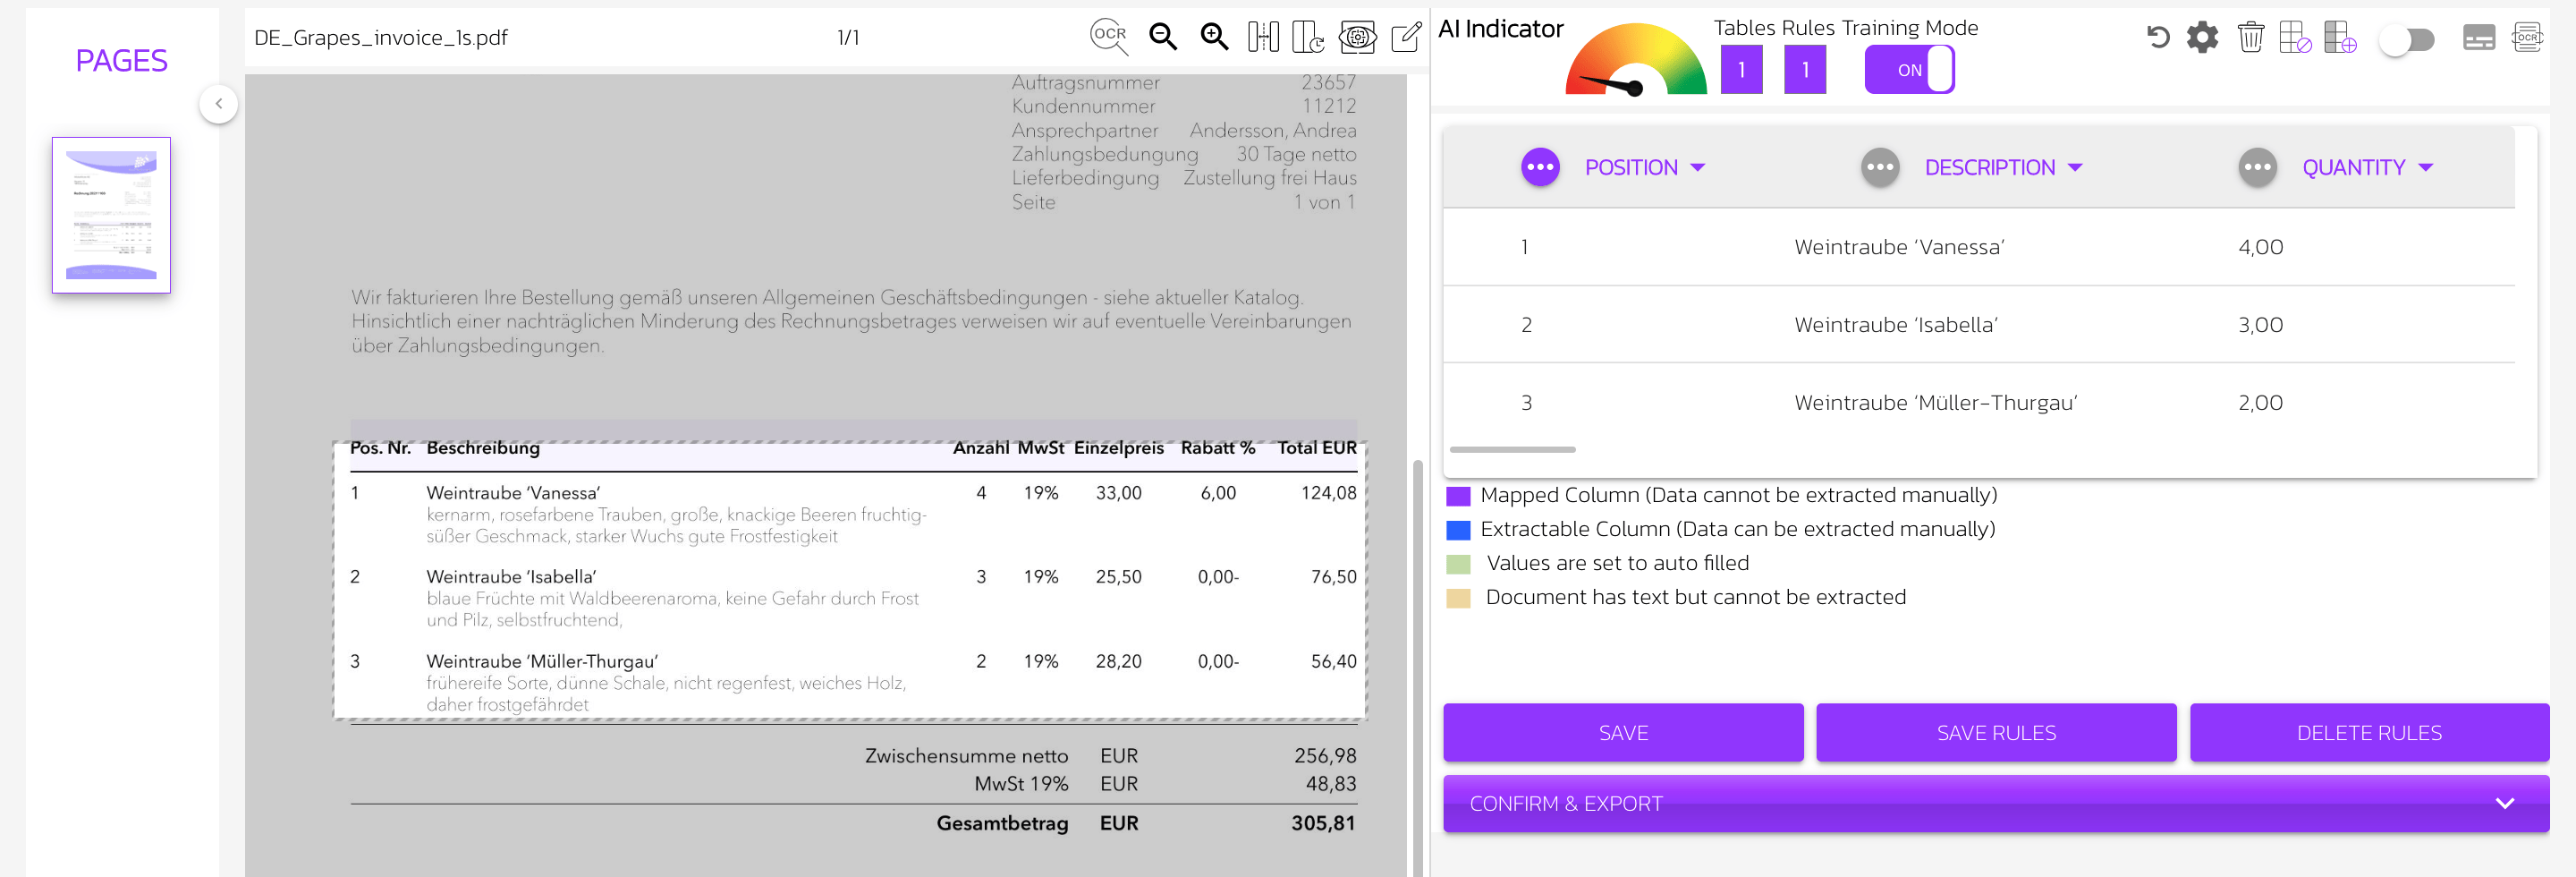 PAGES
DE_Grapes_invoice_1s.pdf
1/1
OCR
Auftragsnummer 23657
Kundennummer 11212
Ansprechpartner Andersson, Andrea
Zahlungsbedungung 30 Tage netto
Lieferbedingung Zustellung frei Haus
Seite 1 von 1
Wir fakturieren Ihre Bestellung gemäß unseren Allgemeinen Geschäftsbedingungen - siehe aktueller Katalog.
Hinsichtlich einer nachträglichen Minderung des Rechnungsbetrages verweisen wir auf eventuelle Vereinbarungen
über Zahlungsbedingungen.
Pos. Nr. Beschreibung Anzahl MwSt Einzelpreis Rabatt % Total EUR
1 Weintraube ‘Vanessa‘ 4 19% 33,00 6,00 124,08
kernarm, rosefarbene Trauben, große, knackige Beeren fruchtig-
süßer Geschmack, starker Wuchs gute Frostfestigkeit
2 Weintraube ‘Isabella‘ 3 19% 25,50 0,00- 76,50
blaue Früchte mit Waldbeerenaroma, keine Gefahr durch Frost
und Pilz, selbstfruchtend,
3 Weintraube ‘Müller-Thurgau‘ 2 19% 28,20 0,00- 56,40
frühereife Sorte, dünne Schale, nicht regenfest, weiches Holz,
daher frostgefährdet
Zwischensumme netto EUR 256,98
MwSt 19% EUR 48,83
Gesamtbetrag EUR 305,81
AI Indicator
Tables Rules Training Mode
1 1 ON
OCR
POSITION DESCRIPTION QUANTITY
1 Weintraube ‘Vanessa‘ 4,00
2 Weintraube ‘Isabella‘ 3,00
3 Weintraube ‘Müller-Thurgau‘ 2,00
Mapped Column (Data cannot be extracted manually)
Extractable Column (Data can be extracted manually)
Values are set to auto filled
Document has text but cannot be extracted
SAVE SAVE RULES DELETE RULES
CONFIRM & EXPORT